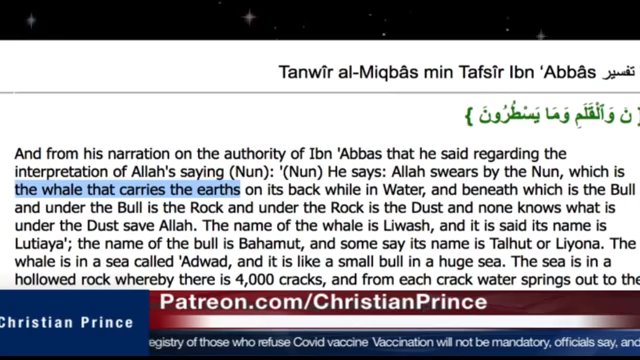 Tanwîr al-Miqbâs min Tafsîr Ibn 'Abbâs تفسير
{ نۤ وَٱلْقَلَمِ وَمَا يَسْطُرُونَ }
And from his narration on the authority of Ibn 'Abbas that he said regarding the
interpretation of Allah's saying (Nun): '(Nun) He says: Allah swears by the Nun, which is
the whale that carries the earths on its back while in Water, and beneath which is the Bull
and under the Bull is the Rock and under the Rock is the Dust and none knows what is
under the Dust save Allah. The name of the whale is Liwash, and it is said its name is
Lutiaya'; the name of the bull is Bahamut, and some say its name is Talhut or Liyona. The
whale is in a sea called 'Adwad, and it is like a small bull in a huge sea. The sea is in a
hollowed rock whereby there is 4,000 cracks, and from each crack water springs out to the
Patreon.com/ChristianPrince
Christian Prince
registry of those who refuse Covid vaccine Vaccination will not be mandatory, officials say, and